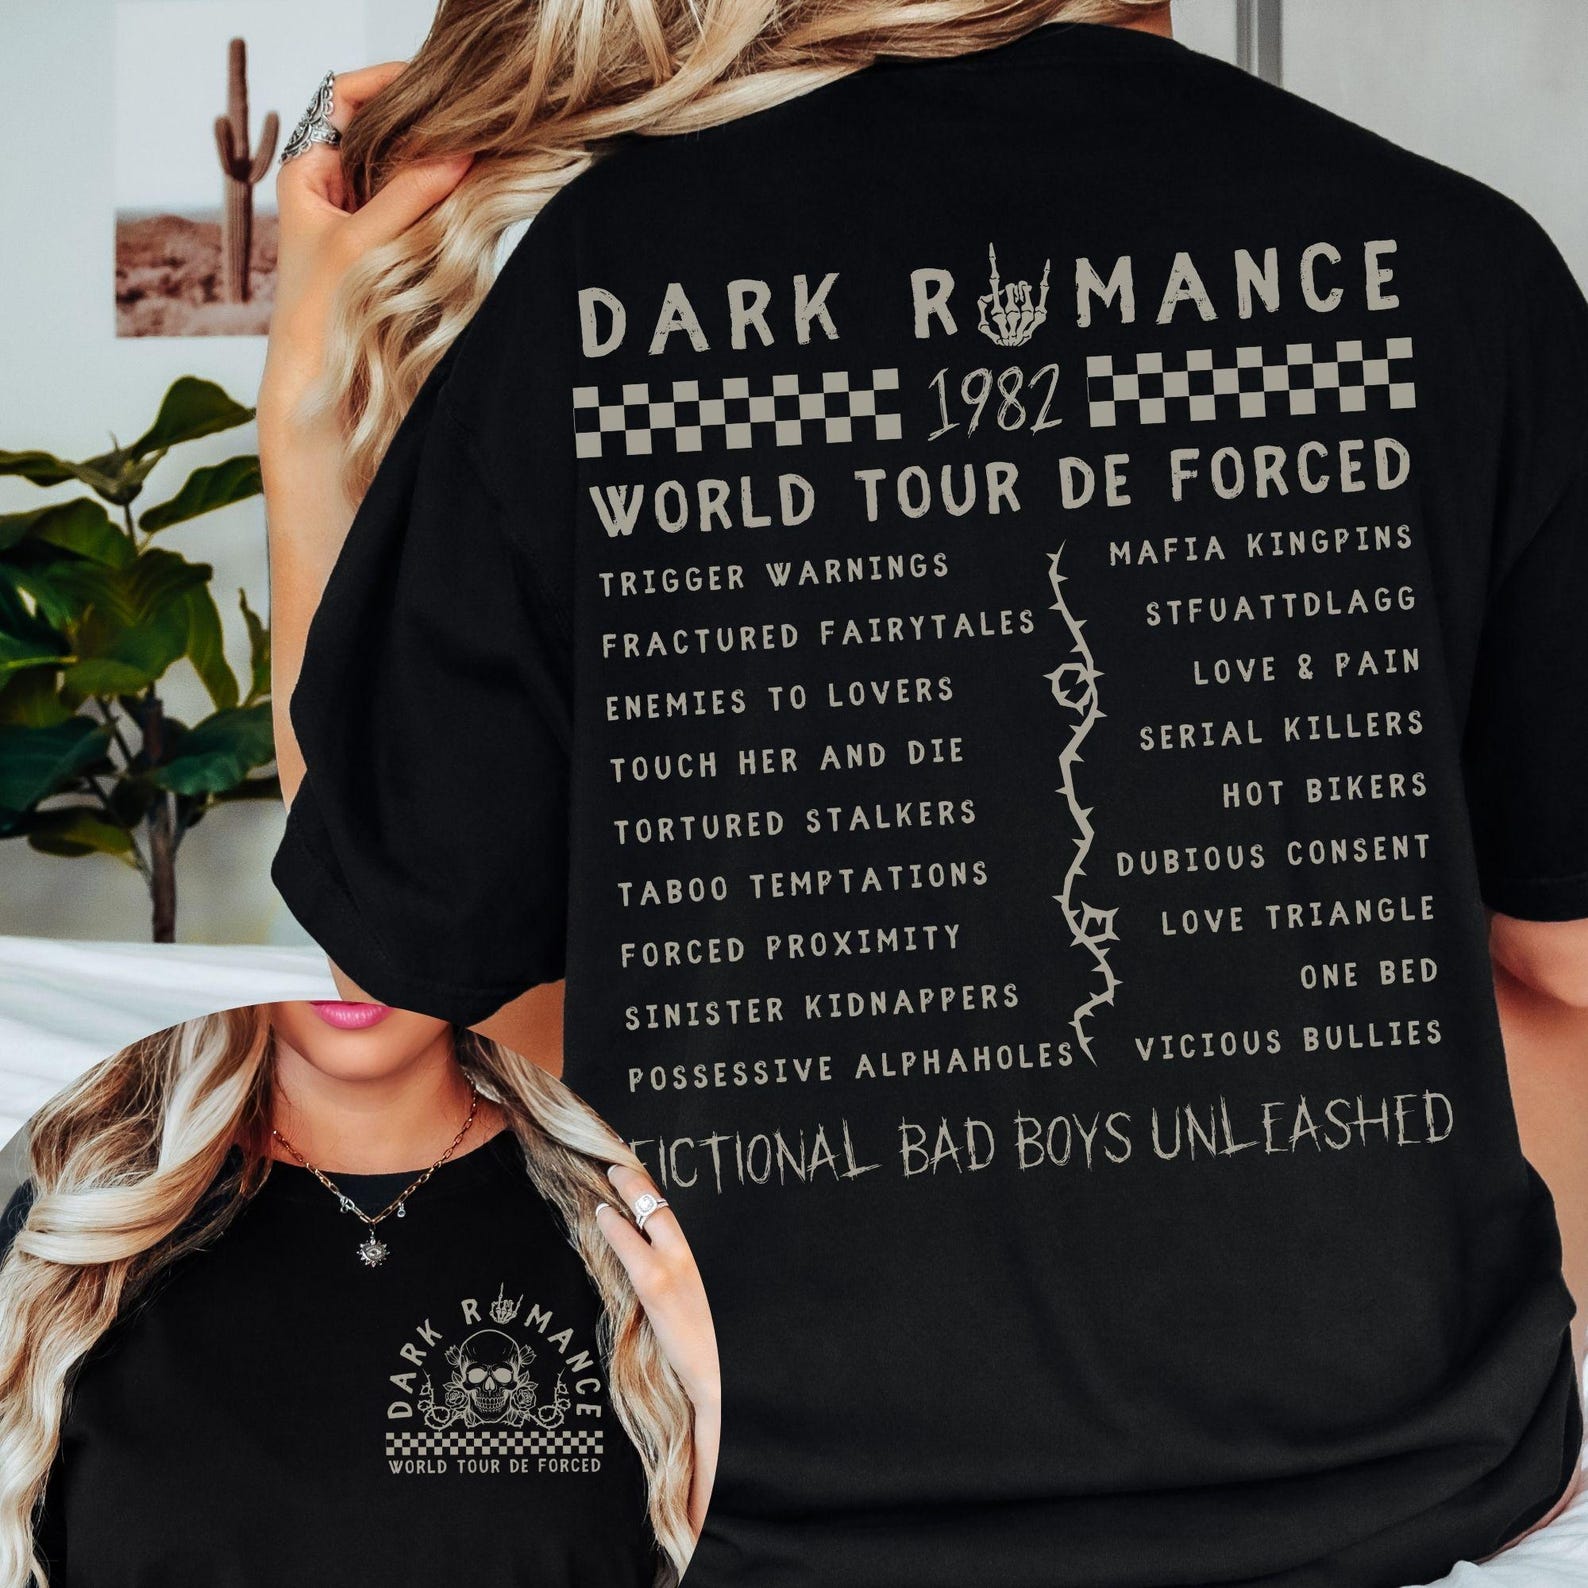 DARK ROMANCE
1982
WORLD TOUR DE FORCED
TRIGGER WARNINGS
FRACTURED FAIRYTALES
ENEMIES TO LOVERS
TOUCH HER AND DIE
TORTURED STALKERS
TABOO TEMPTATIONS
FORCED PROXIMITY
SINISTER KIDNAPPERS
POSSESSIVE ALPHAHOLES
MAFIA KINGPINS
STFUATTDLAGG
LOVE & PAIN
SERIAL KILLERS
HOT BIKERS
DUBIOUS CONSENT
LOVE TRIANGLE
ONE BED
VICIOUS BULLIES
FICTIONAL BAD BOYS UNLEASHED
DARK ROMANCE
WORLD TOUR DE FORCED